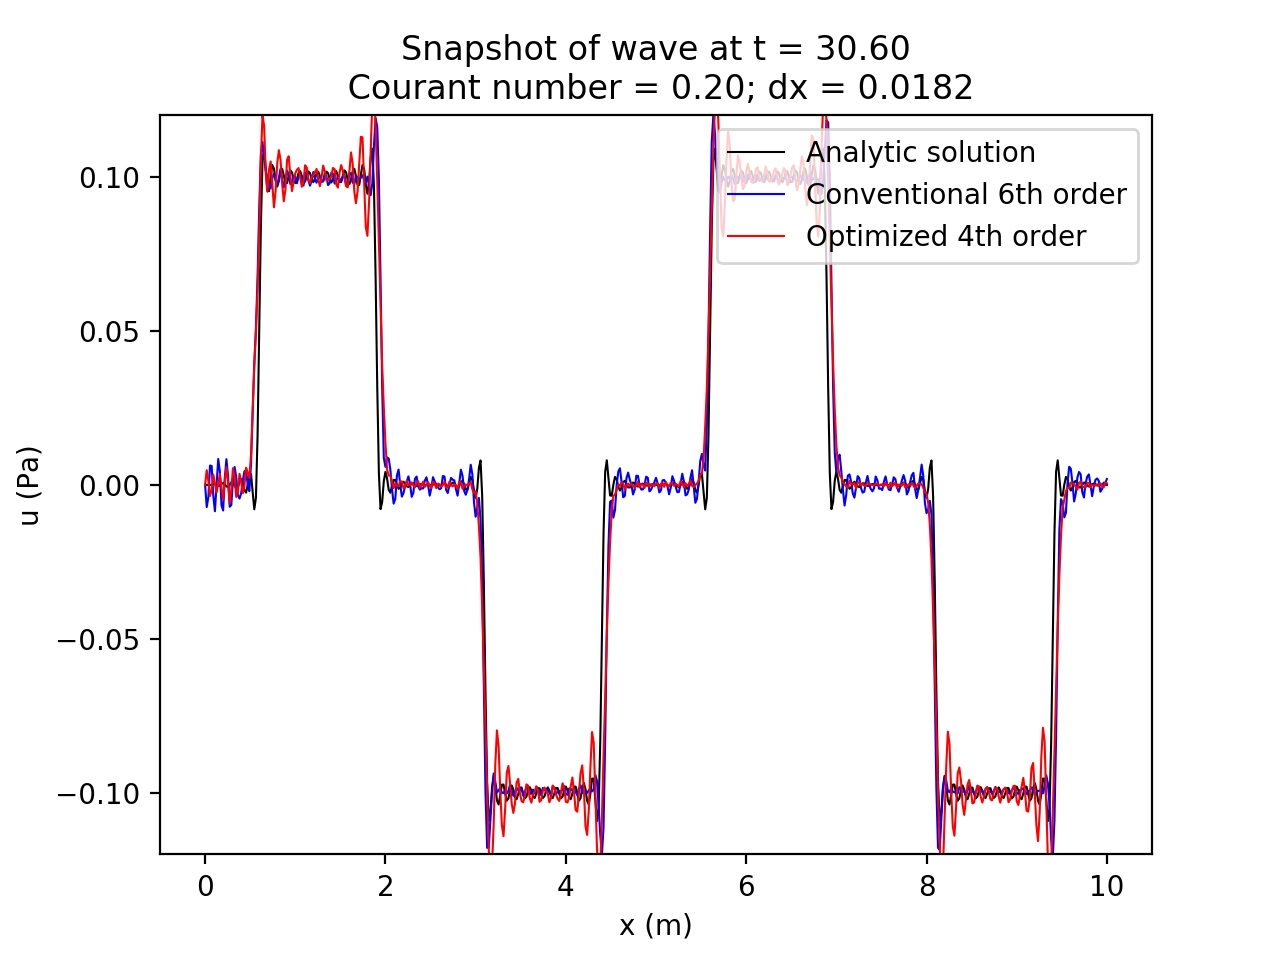 Snapshot of wave at t = 30.60
Courant number = 0.20; dx = 0.0182
Analytic solution
Conventional 6th order
Optimized 4th order
0.10
0.05
0.00
−0.05
−0.10
u (Pa)
0 2 4 6 8 10
x (m)